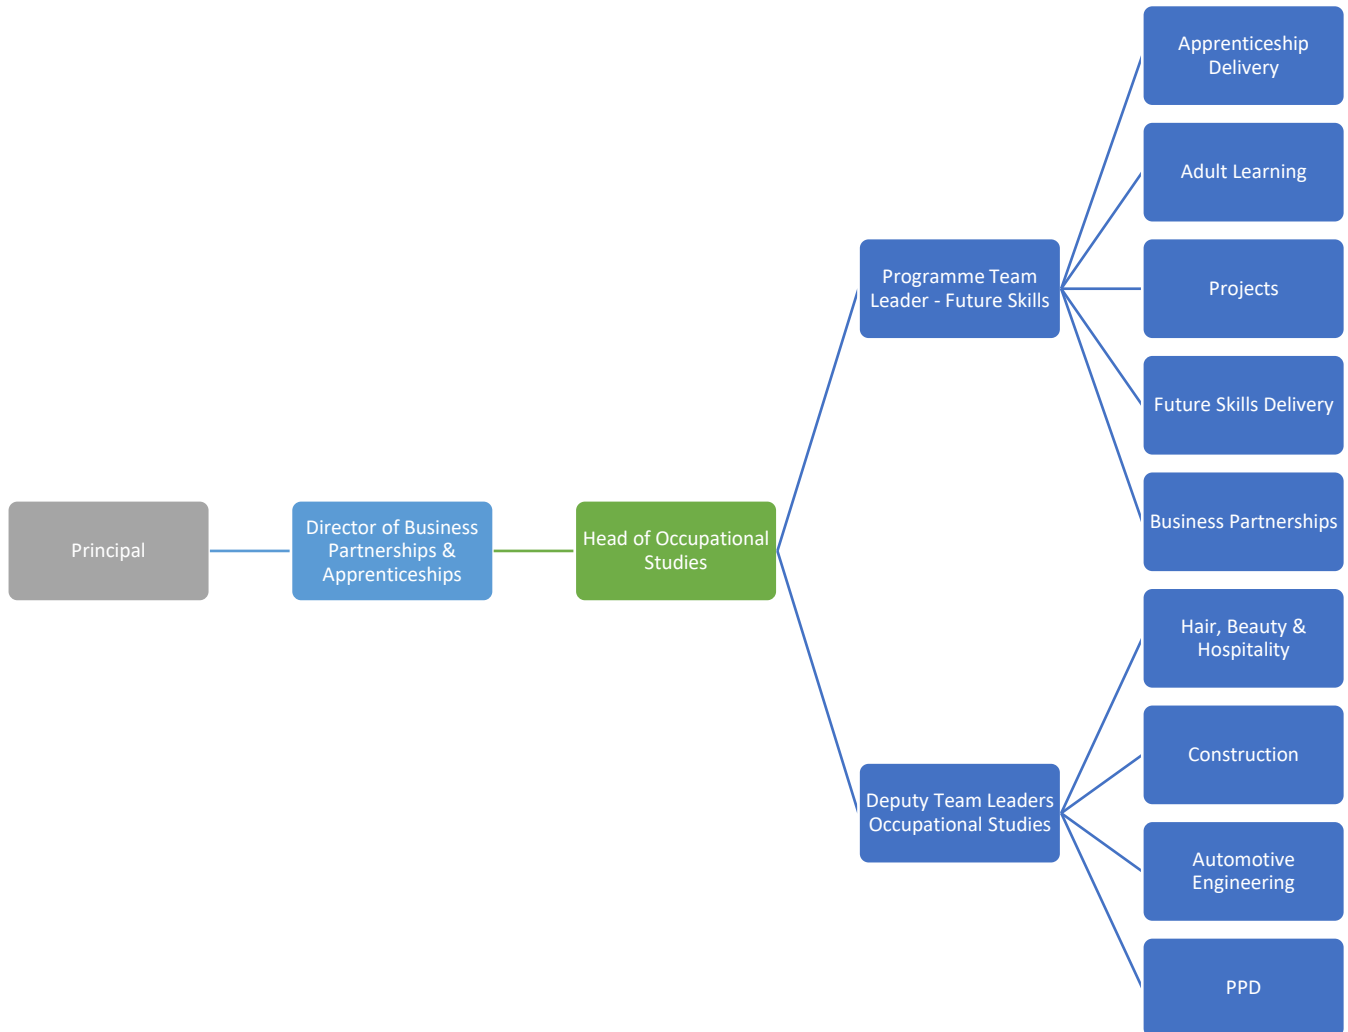 Principal
Director of Business
Partnerships &
Apprenticeships
Head of Occupational
Studies
Programme Team
Leader - Future Skills
Apprenticeship
Delivery
Adult Learning
Projects
Future Skills Delivery
Business Partnerships
Deputy Team Leaders
Occupational Studies
Hair, Beauty &
Hospitality
Construction
Automotive
Engineering
PPD